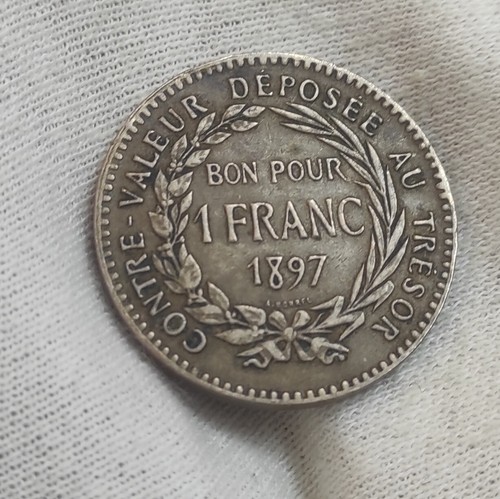 CONTRE-VALEUR DÉPOSÉE AU TRÉSOR
BON POUR
1 FRANC
1897